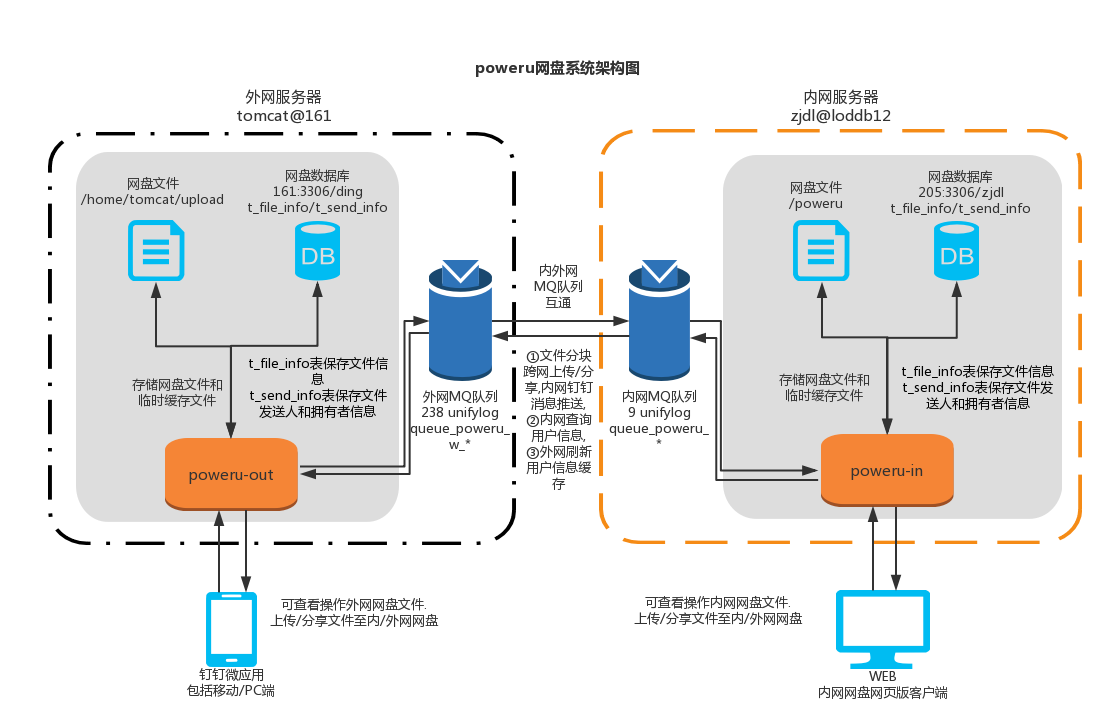 poweru网盘系统架构图
外网服务器
tomcat@161
内网服务器
zjdl@loddb12
网盘文件
/home/tomcat/upload
网盘数据库
161:3306/ding
t_file_info/t_send_info
DB
存储网盘文件和
临时缓存文件
t_file_info表保存文件信
息
t_send_info表保存文件
发送人和拥有者信息
poweru-out
外网MQ队列
238 unifylog
queue_poweru_
w_*
内外网
MQ队列
互通
①文件分块
跨网上传/分
享,内网钉钉
消息推送,
②内网查询
用户信息,
③外网刷新
用户信息缓
存
内网MQ队列
9 unifylog
queue_poweru_
*
网盘文件
/poweru
网盘数据库
205:3306/zjdl
t_file_info/t_send_info
DB
存储网盘文件和
临时缓存文件
t_file_info表保存文件信息
t_send_info表保存文件发
送人和拥有者信息
poweru-in
可查看操作外网网盘文件.
上传/分享文件至内/外网网盘
钉钉微应用
包括移动/PC端
可查看操作内网网盘文件.
上传/分享文件至内/外网网盘
WEB
内网网盘网页版客户端